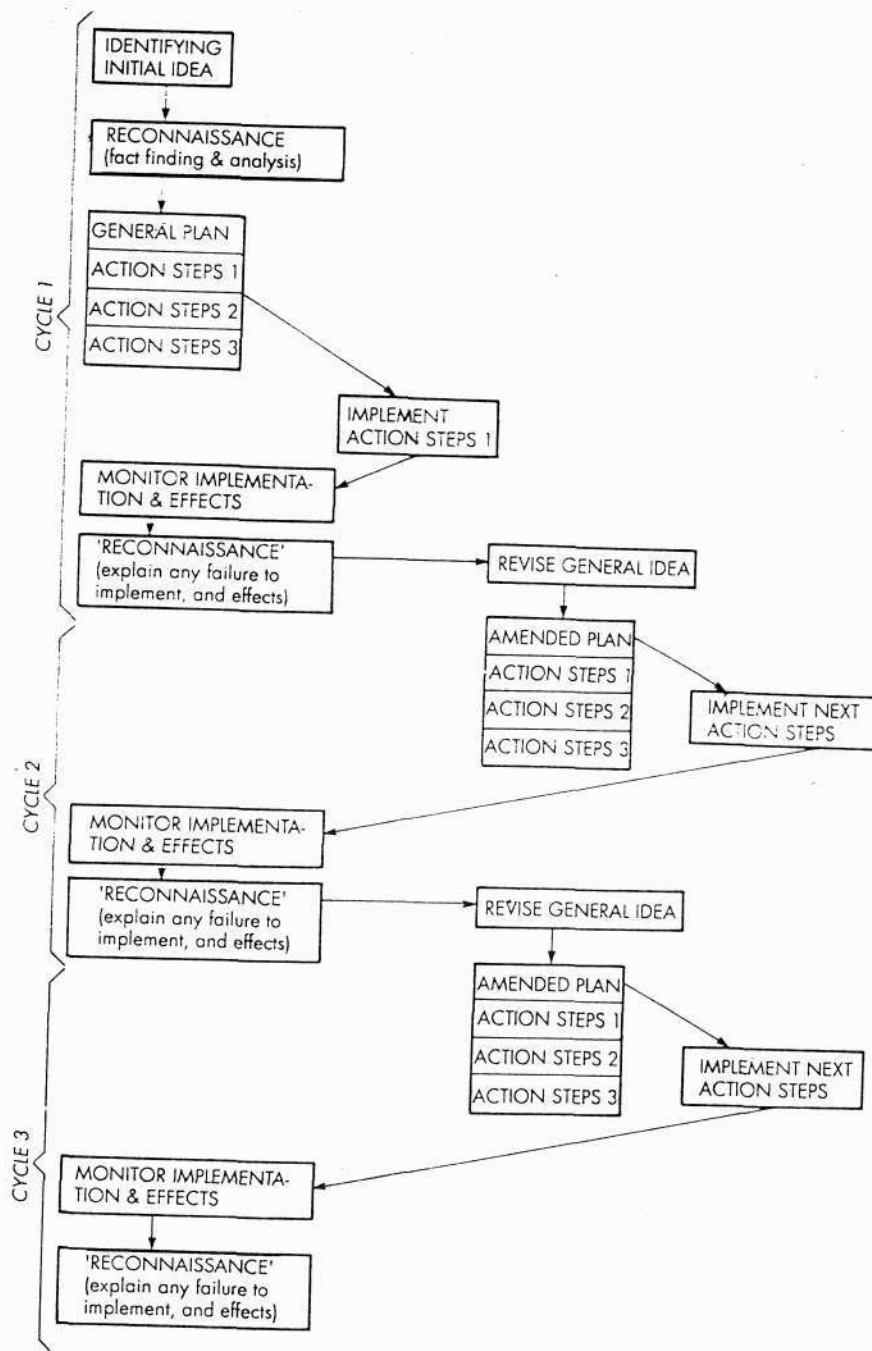 IDENTIFYING
INITIAL IDEA
RECONNAISSANCE
(fact finding & analysis)
GENERAL PLAN
ACTION STEPS 1
ACTION STEPS 2
ACTION STEPS 3
CYCLE 1
IMPLEMENT
ACTION STEPS 1
MONITOR IMPLEMENTA-
TION & EFFECTS
'RECONNAISSANCE'
(explain any failure to
implement, and effects)
REVISE GENERAL IDEA
AMENDED PLAN
ACTION STEPS 1
ACTION STEPS 2
ACTION STEPS 3
IMPLEMENT NEXT
ACTION STEPS
CYCLE 2
MONITOR IMPLEMENTA-
TION & EFFECTS
'RECONNAISSANCE'
(explain any failure to
implement, and effects)
REVISE GENERAL IDEA
AMENDED PLAN
ACTION STEPS 1
ACTION STEPS 2
ACTION STEPS 3
IMPLEMENT NEXT
ACTION STEPS
CYCLE 3
MONITOR IMPLEMENTA-
TION & EFFECTS
'RECONNAISSANCE'
(explain any failure to
implement, and effects)